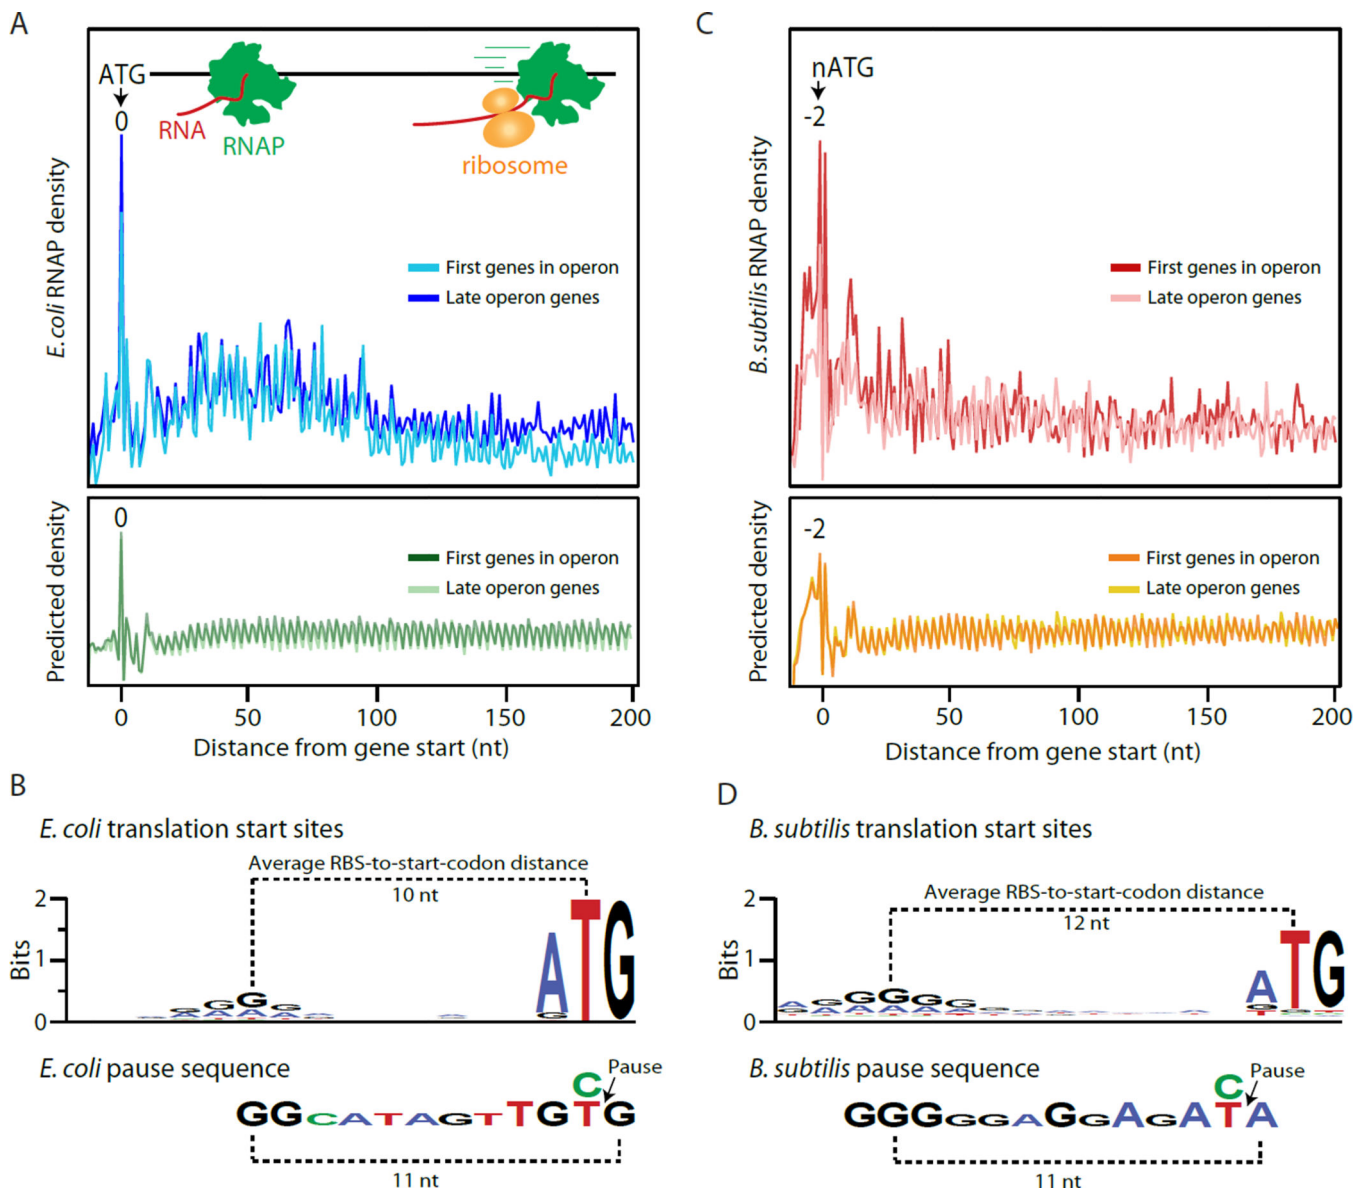 A
ATG
0
RNA
RNAP
ribosome
E. coli RNAP density
First genes in operon
Late operon genes
0
Predicted density
First genes in operon
Late operon genes
0 50 100 150 200
Distance from gene start (nt)
C
nATG
-2
B. subtilis RNAP density
First genes in operon
Late operon genes
-2
Predicted density
First genes in operon
Late operon genes
0 50 100 150 200
Distance from gene start (nt)
B
E. coli translation start sites
Average RBS-to-start-codon distance
10 nt
2
1
0
Bits
ATG
E. coli pause sequence
Pause
C
GGCATAGTTGTG
11 nt
D
B. subtilis translation start sites
Average RBS-to-start-codon distance
12 nt
2
1
0
Bits
ATG
B. subtilis pause sequence
Pause
C
GGGGGAGGAGATA
11 nt